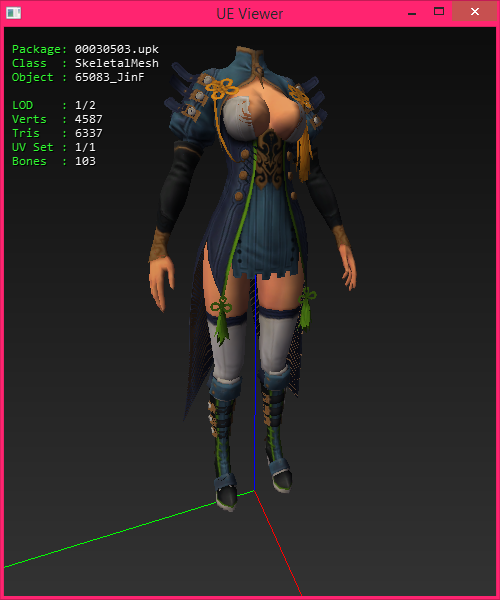 UE Viewer
Package: 00030503.upk
Class : SkeletalMesh
Object : 65083_JinF
LOD : 1/2
Verts : 4587
Tris : 6337
UV Set : 1/1
Bones : 103